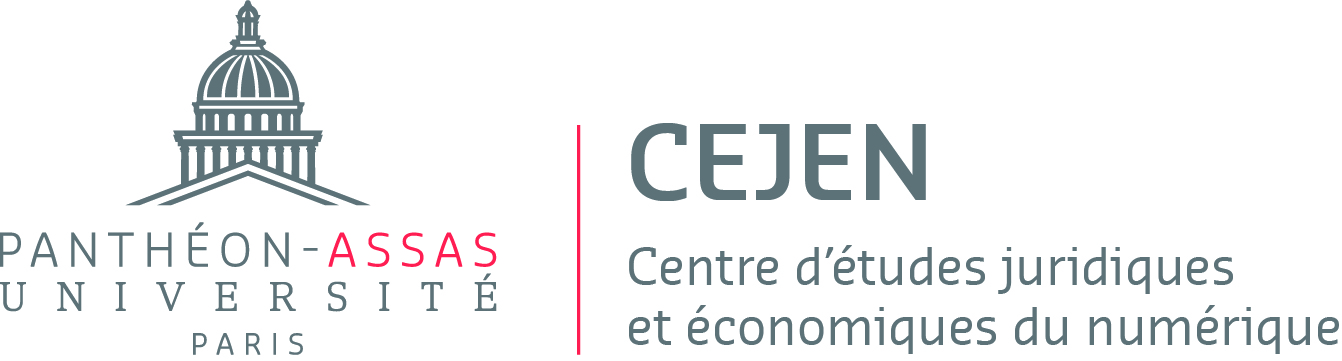 PANTHÉON-ASSAS
UNIVERSITÉ
PARIS
CEJEN
Centre d’études juridiques
et économiques du numérique